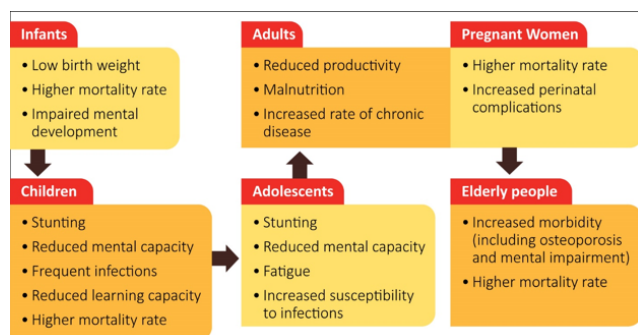 Infants
• Low birth weight
• Higher mortality rate
• Impaired mental
development
Children
• Stunting
• Reduced mental capacity
• Frequent infections
• Reduced learning capacity
• Higher mortality rate
Adolescents
• Stunting
• Reduced mental capacity
• Fatigue
• Increased susceptibility
to infections
Adults
• Reduced productivity
• Malnutrition
• Increased rate of chronic
disease
Pregnant Women
• Higher mortality rate
• Increased perinatal
complications
Elderly people
• Increased morbidity
(including osteoporosis
and mental impairment)
• Higher mortality rate